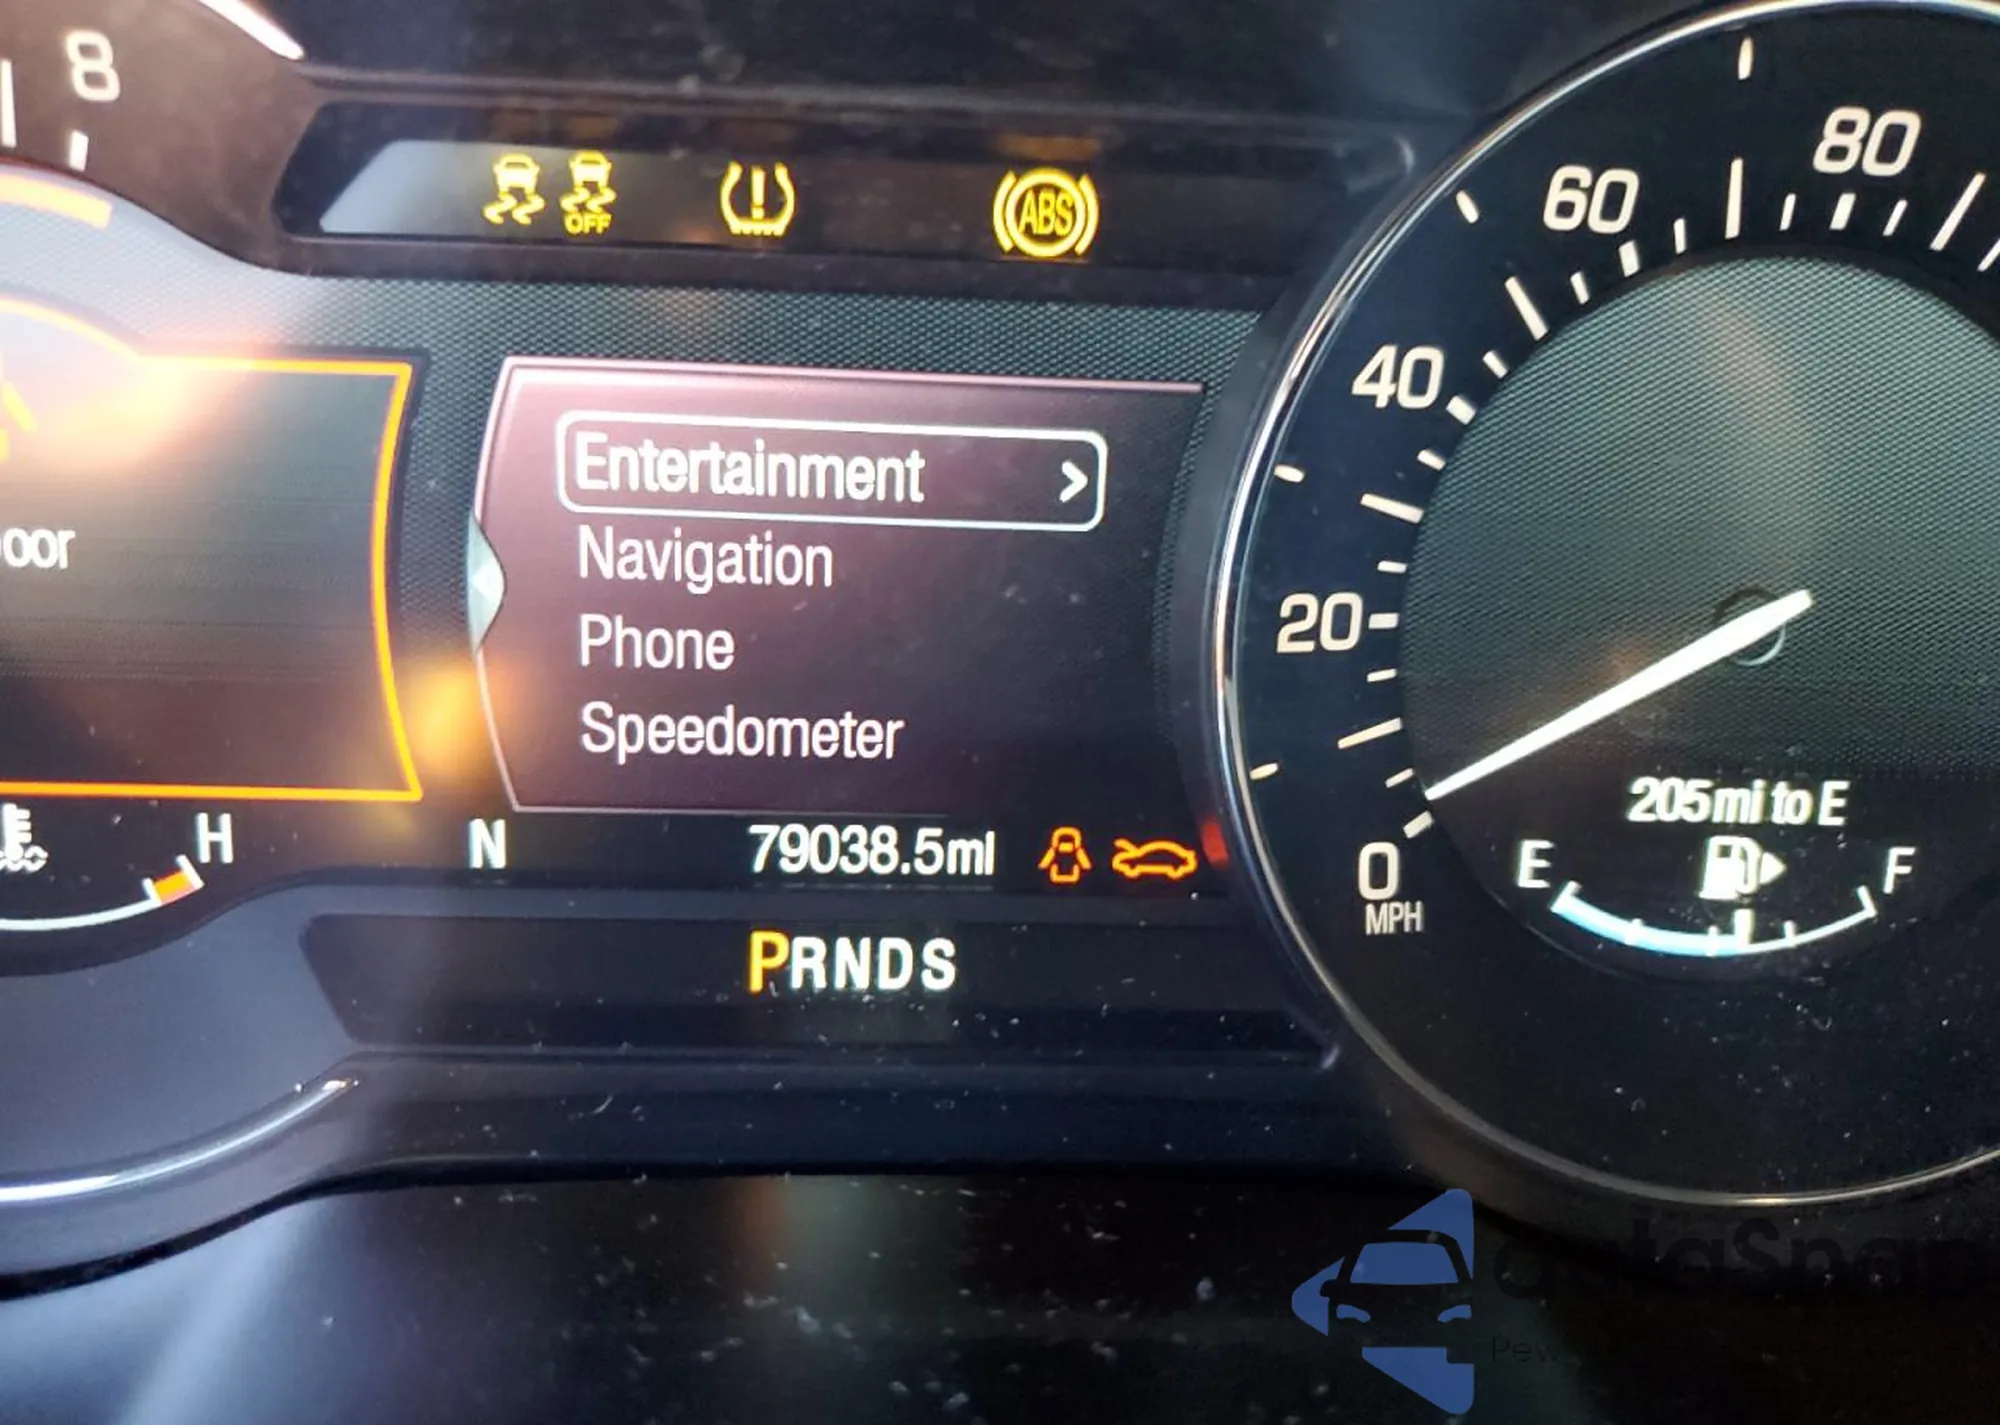 8
OFF
ABS
80
60
40
20
0
MPH
Entertainment
Navigation
Phone
Speedometer
oor
H
N
79038.5mi
205mi to E
E
F
PRNDS